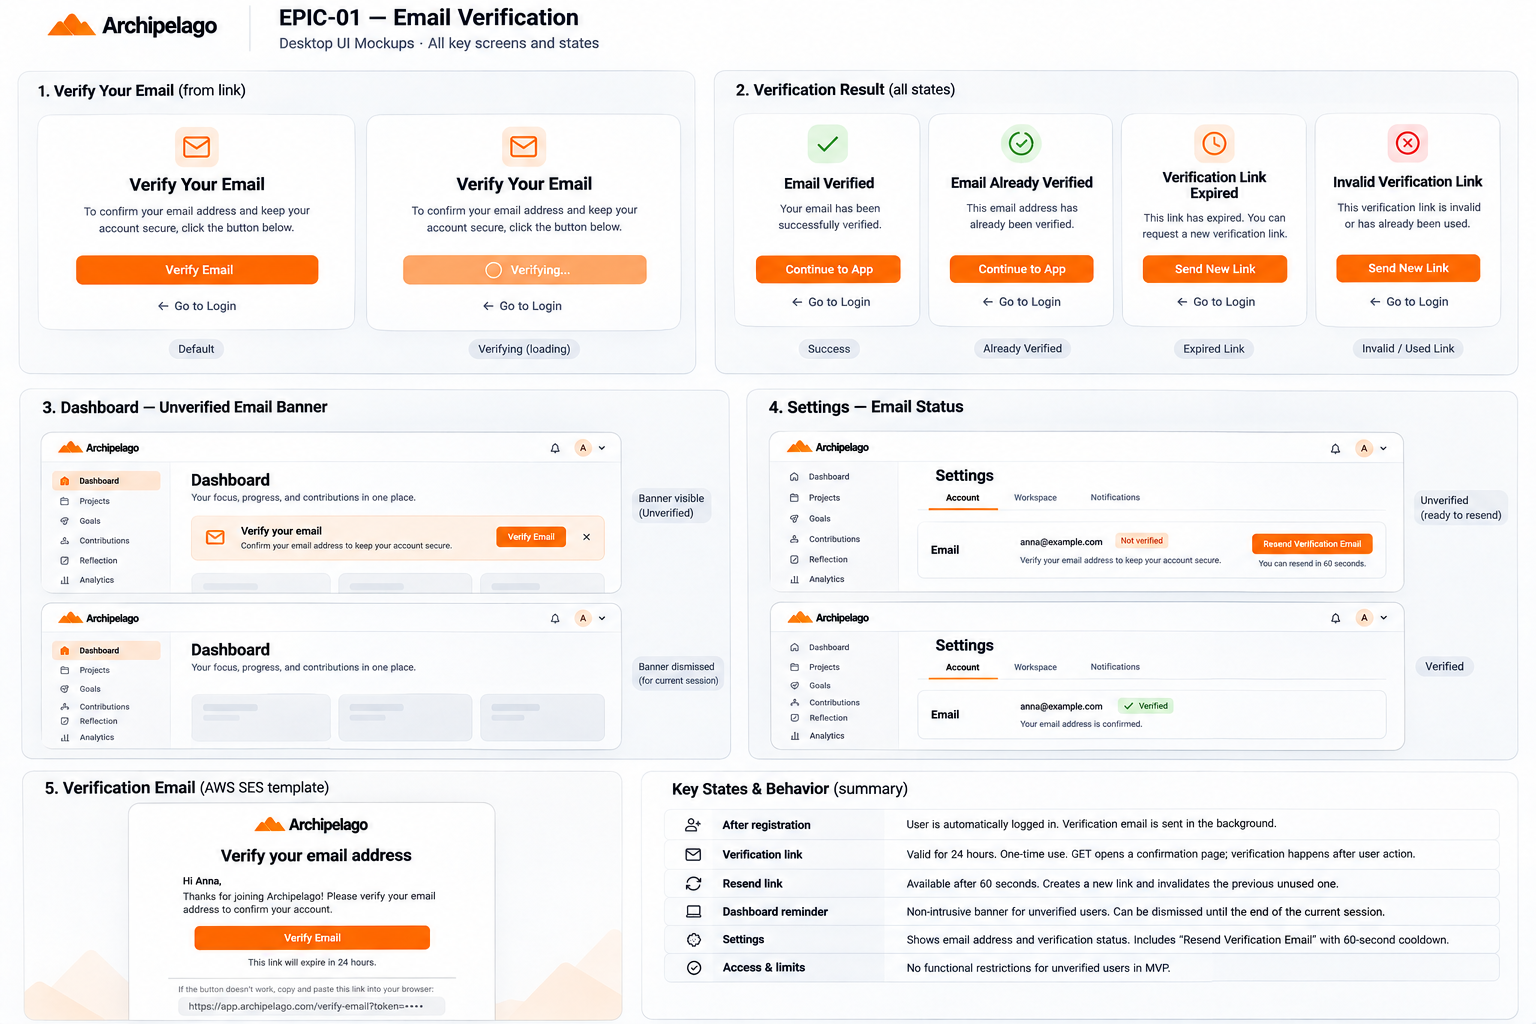 Archipelago
EPIC-01 — Email Verification
Desktop UI Mockups · All key screens and states
1. Verify Your Email (from link)
Verify Your Email
To confirm your email address and keep your
account secure, click the button below.
Verify Email
← Go to Login
Default
Verify Your Email
To confirm your email address and keep your
account secure, click the button below.
Verifying...
← Go to Login
Verifying (loading)
2. Verification Result (all states)
Email Verified
Your email has been
successfully verified.
Continue to App
← Go to Login
Success
Email Already Verified
This email address has
already been verified.
Continue to App
← Go to Login
Already Verified
Verification Link
Expired
This link has expired. You can
request a new verification link.
Send New Link
← Go to Login
Expired Link
Invalid Verification Link
This verification link is invalid
or has already been used.
Send New Link
← Go to Login
Invalid / Used Link
3. Dashboard — Unverified Email Banner
Archipelago
A
Dashboard
Projects
Goals
Contributions
Reflection
Analytics
Dashboard
Your focus, progress, and contributions in one place.
Verify your email
Confirm your email address to keep your account secure.
Verify Email
×
Banner visible
(Unverified)
Archipelago
A
Dashboard
Projects
Goals
Contributions
Reflection
Analytics
Dashboard
Your focus, progress, and contributions in one place.
Banner dismissed
(for current session)
4. Settings — Email Status
Archipelago
A
Dashboard
Projects
Goals
Contributions
Reflection
Analytics
Settings
Account Workspace Notifications
Email
anna@example.com Not verified
Verify your email address to keep your account secure.
Resend Verification Email
You can resend in 60 seconds.
Unverified
(ready to resend)
Archipelago
A
Dashboard
Projects
Goals
Contributions
Reflection
Analytics
Settings
Account Workspace Notifications
Email
anna@example.com Verified
Your email address is confirmed.
Verified
5. Verification Email (AWS SES template)
Archipelago
Verify your email address
Hi Anna,
Thanks for joining Archipelago! Please verify your email
address to confirm your account.
Verify Email
This link will expire in 24 hours.
If the button doesn't work, copy and paste this link into your browser:
https://app.archipelago.com/verify-email?token=••••
Key States & Behavior (summary)
After registration User is automatically logged in. Verification email is sent in the background.
Verification link Valid for 24 hours. One-time use. GET opens a confirmation page; verification happens after user action.
Resend link Available after 60 seconds. Creates a new link and invalidates the previous unused one.
Dashboard reminder Non-intrusive banner for unverified users. Can be dismissed until the end of the current session.
Settings Shows email address and verification status. Includes “Resend Verification Email” with 60-second cooldown.
Access & limits No functional restrictions for unverified users in MVP.